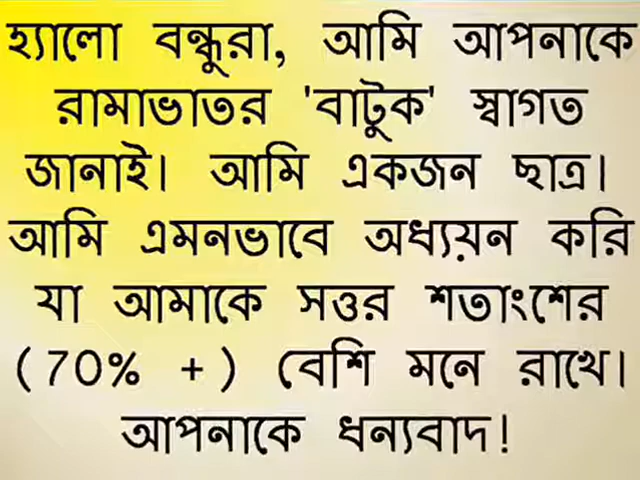 হ্যালো বন্ধুরা, আমি আপনাকে
রামাভাতর 'বাটুক' স্বাগত
জানাই। আমি একজন ছাত্র।
আমি এমনভাবে অধ্যয়ন করি
যা আমাকে সত্তর শতাংশের
(70% +) বেশি মনে রাখে।
আপনাকে ধন্যবাদ!